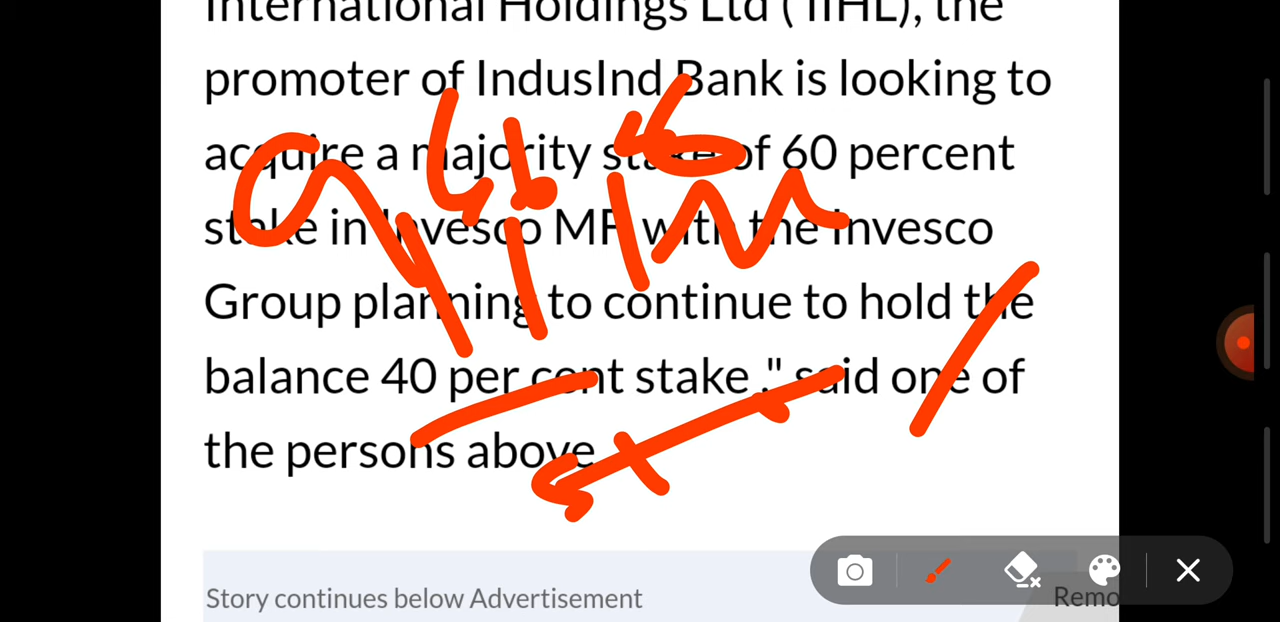 International Holdings Ltd ( IIHL), the
promoter of IndusInd Bank is looking to
acquire a majority stake of 60 percent
stake in Invesco MF with the Invesco
Group planning to continue to hold the
balance 40 per cent stake ," said one of
the persons above
Story continues below Advertisement
Remo